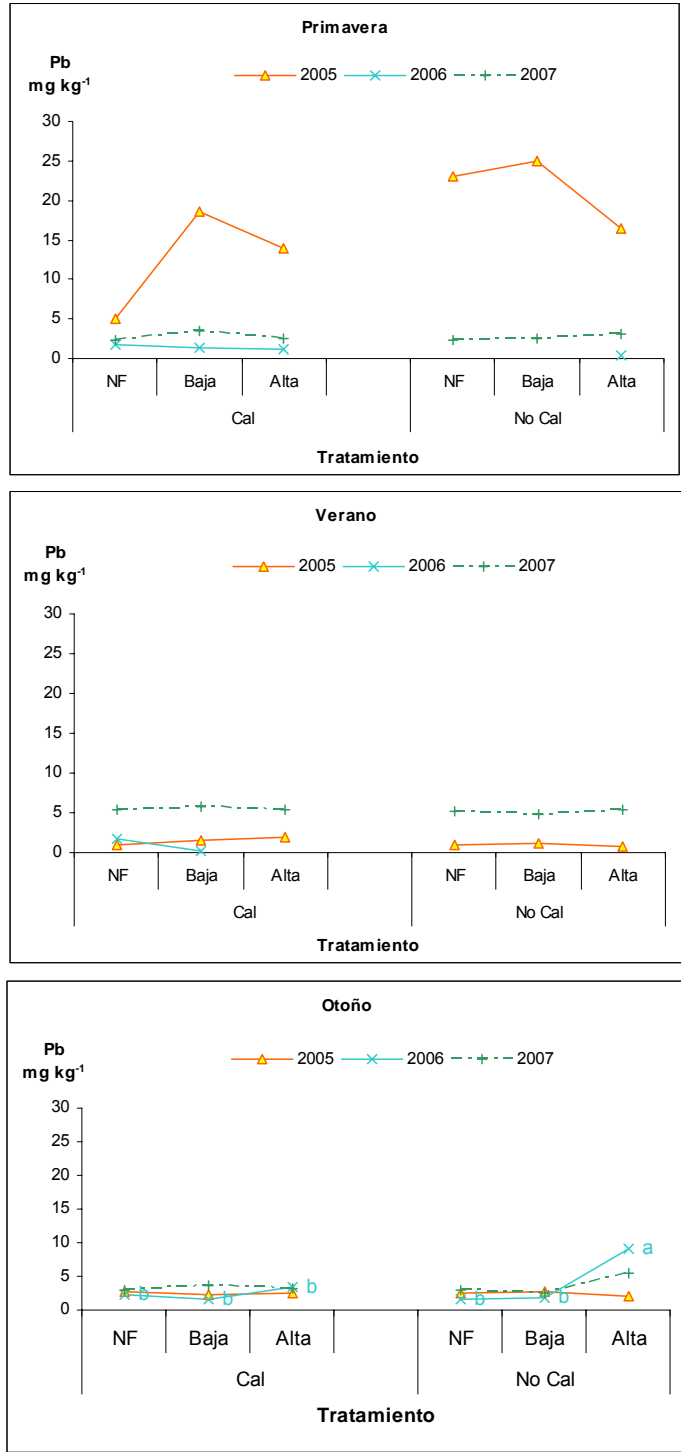 Primavera
Pb
mg kg⁻¹
2005 2006 2007
30
25
20
15
10
5
0
NF Baja Alta NF Baja Alta
Cal No Cal
Tratamiento
Verano
Pb
mg kg⁻¹
2005 2006 2007
30
25
20
15
10
5
0
NF Baja Alta NF Baja Alta
Cal No Cal
Tratamiento
Otoño
Pb
mg kg⁻¹
2005 2006 2007
30
25
20
15
10
a
5
b b b b b
0
NF Baja Alta NF Baja Alta
Cal No Cal
Tratamiento